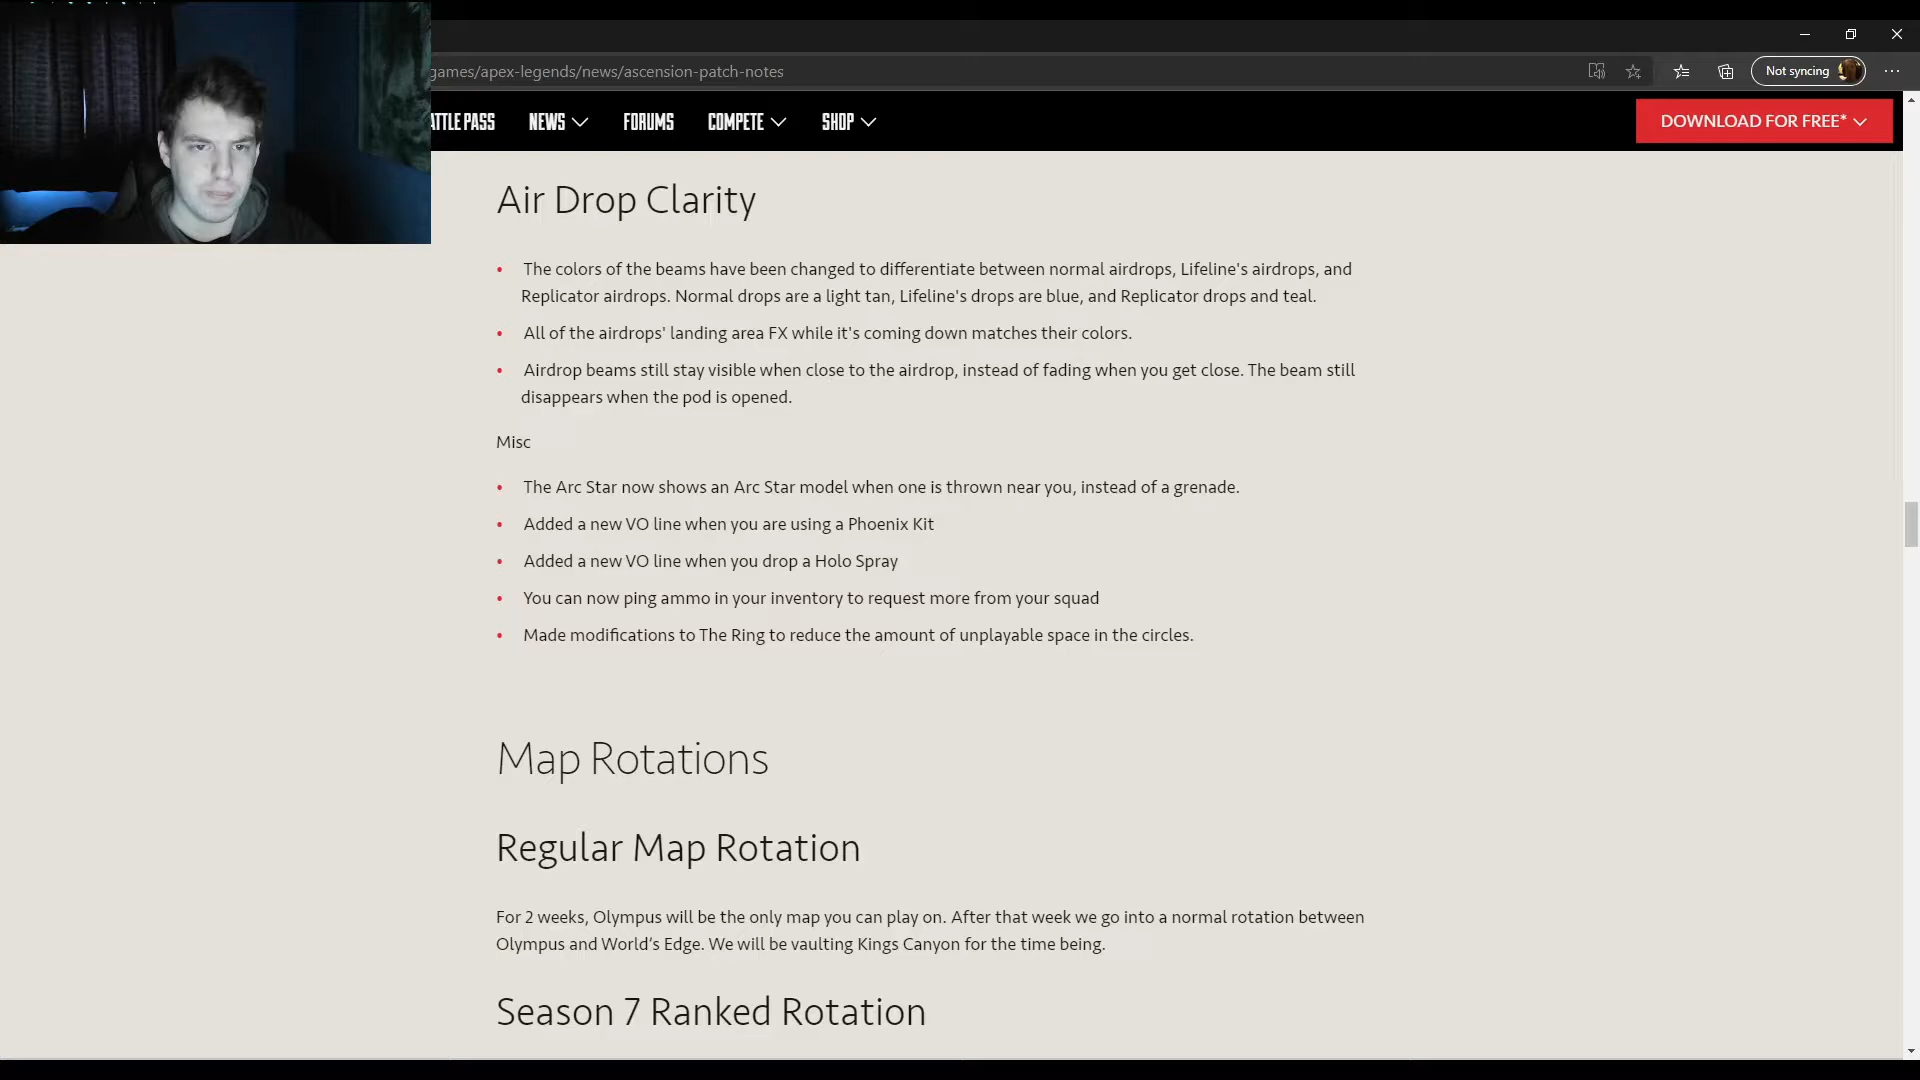 games/apex-legends/news/ascension-patch-notes
Not syncing
ATTLE PASS
NEWS
FORUMS
COMPETE
SHOP
DOWNLOAD FOR FREE*
Air Drop Clarity
• The colors of the beams have been changed to differentiate between normal airdrops, Lifeline's airdrops, and
Replicator airdrops. Normal drops are a light tan, Lifeline's drops are blue, and Replicator drops and teal.
• All of the airdrops' landing area FX while it's coming down matches their colors.
• Airdrop beams still stay visible when close to the airdrop, instead of fading when you get close. The beam still
disappears when the pod is opened.
Misc
• The Arc Star now shows an Arc Star model when one is thrown near you, instead of a grenade.
• Added a new VO line when you are using a Phoenix Kit
• Added a new VO line when you drop a Holo Spray
• You can now ping ammo in your inventory to request more from your squad
• Made modifications to The Ring to reduce the amount of unplayable space in the circles.
Map Rotations
Regular Map Rotation
For 2 weeks, Olympus will be the only map you can play on. After that week we go into a normal rotation between
Olympus and World’s Edge. We will be vaulting Kings Canyon for the time being.
Season 7 Ranked Rotation